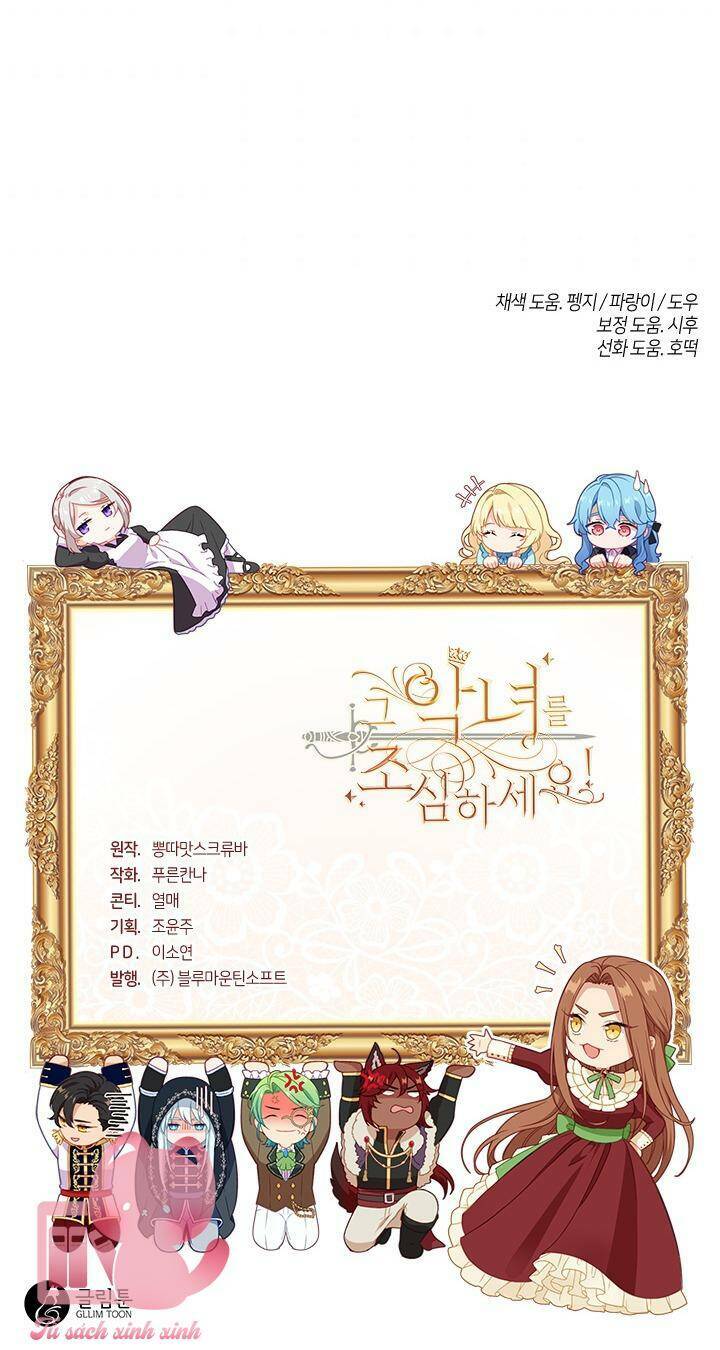 채색 도움. 펭지 / 파랑이 / 도우
보정 도움. 시후
선화 도움. 호떡
그 악녀를
조심하세요!
원작. 뽕따맛스크류바
작화. 푸른칸나
콘티. 열매
기획. 조윤주
PD. 이소연
발행. (주) 블루마운틴소프트
글림툰
GLLIM TOON
Tủ sách xinh xinh